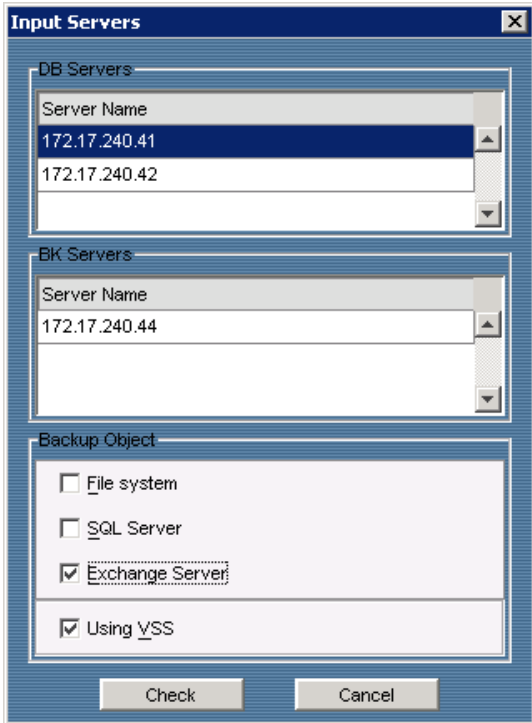 Input Servers
DB Servers
Server Name
172.17.240.41
172.17.240.42
BK Servers
Server Name
172.17.240.44
Backup Object
File system
SQL Server
Exchange Server
Using VSS
Check Cancel